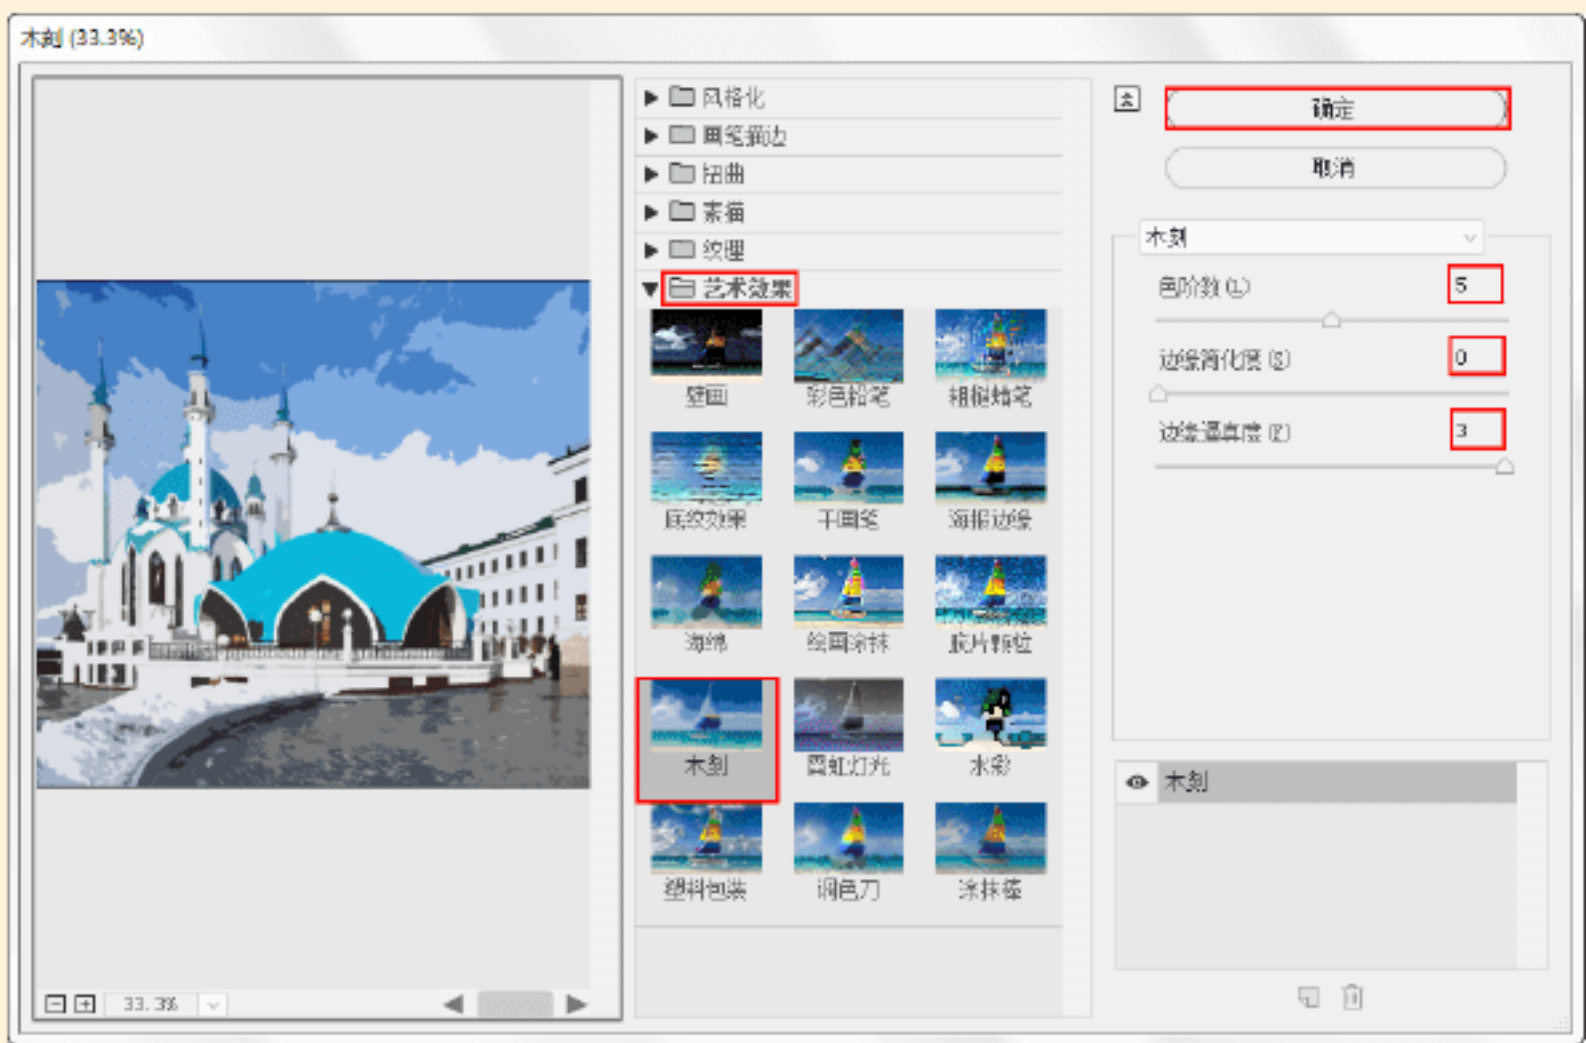 木刻 (33.3%)
风格化
画笔描边
扭曲
素描
纹理
艺术效果
壁画
彩色铅笔
粗糙蜡笔
底纹效果
干画笔
海报边缘
海绵
绘画涂抹
胶片颗粒
木刻
霓虹灯光
水彩
塑料包装
调色刀
涂抹棒
33.3%
确定
取消
木刻
色阶数(L)
5
边缘简化度(S)
0
边缘逼真度(F)
3
木刻